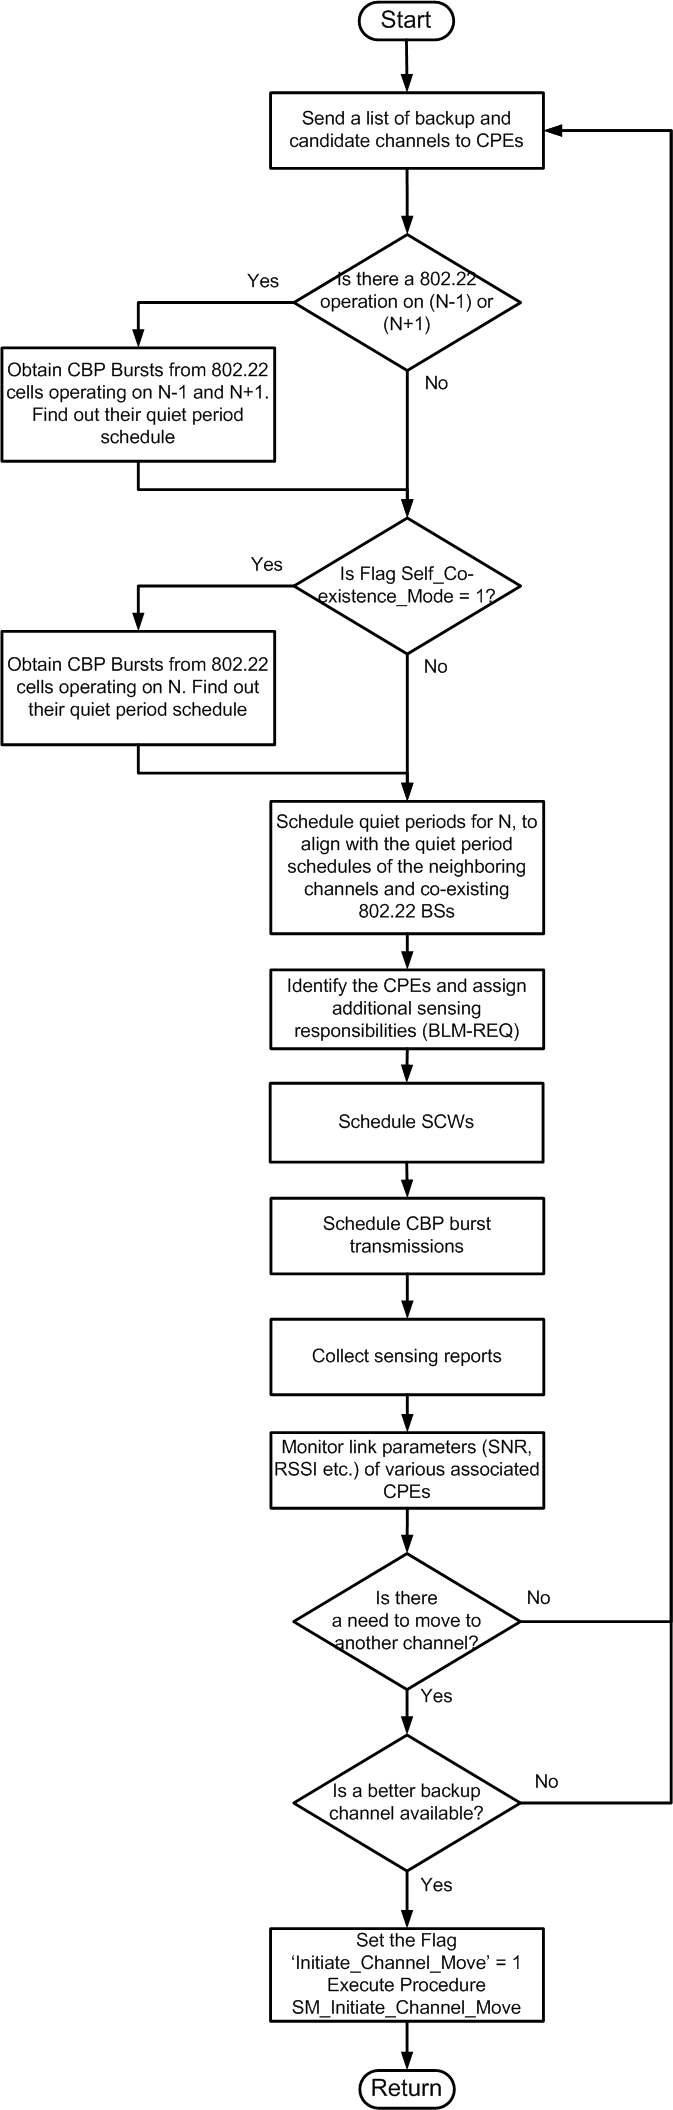 Start
Send a list of backup and
candidate channels to CPEs
Is there a 802.22
operation on (N-1) or
(N+1)
Yes
No
Obtain CBP Bursts from 802.22
cells operating on N-1 and N+1.
Find out their quiet period
schedule
Is Flag Self_Co-
existence_Mode = 1?
Yes
No
Obtain CBP Bursts from 802.22
cells operating on N. Find out
their quiet period schedule
Schedule quiet periods for N, to
align with the quiet period
schedules of the neighboring
channels and co-existing
802.22 BSs
Identify the CPEs and assign
additional sensing
responsibilities (BLM-REQ)
Schedule SCWs
Schedule CBP burst
transmissions
Collect sensing reports
Monitor link parameters (SNR,
RSSI etc.) of various associated
CPEs
Is there
a need to move to
another channel?
No
Yes
Is a better backup
channel available?
No
Yes
Set the Flag
‘Initiate_Channel_Move’ = 1
Execute Procedure
SM_Initiate_Channel_Move
Return